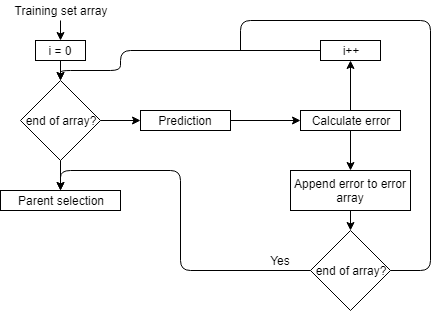 Training set array
i = 0
i++
end of array?
Prediction
Calculate error
Append error to error
array
Parent selection
Yes
end of array?